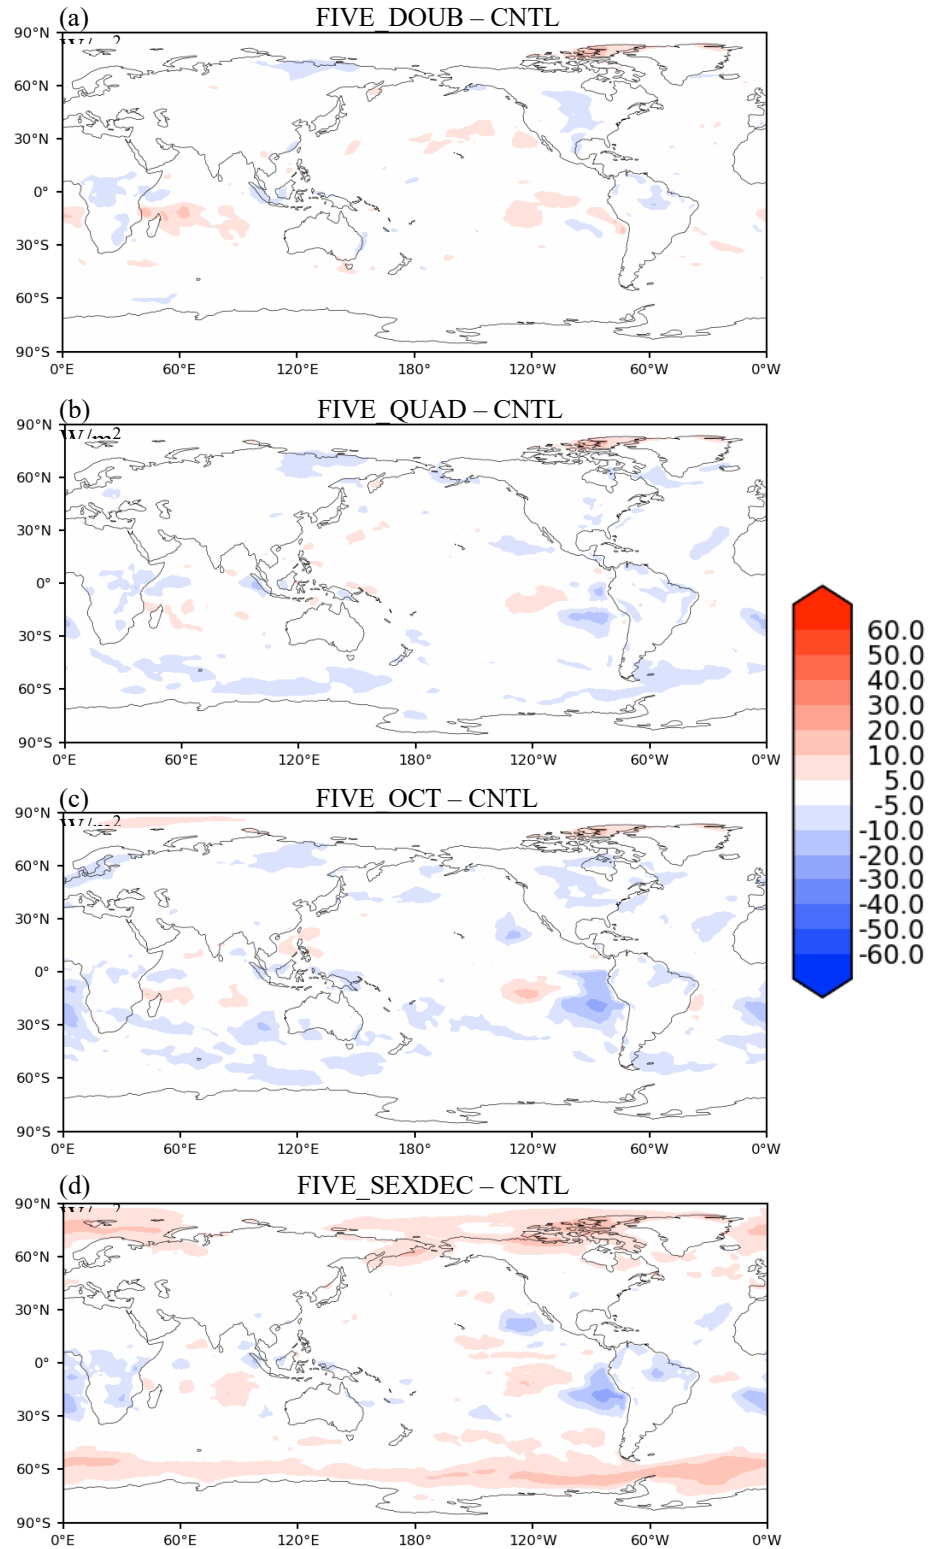 (a) FIVE_DOUB – CNTL
90°N
60°N
30°N
0°
30°S
60°S
90°S
0°E 60°E 120°E 180° 120°W 60°W 0°W
(b) FIVE_QUAD – CNTL
W/m²
90°N
60°N
30°N
0°
30°S
60°S
90°S
0°E 60°E 120°E 180° 120°W 60°W 0°W
60.0
50.0
40.0
30.0
20.0
10.0
5.0
-5.0
-10.0
-20.0
-30.0
-40.0
-50.0
-60.0
(c) FIVE_OCT – CNTL
90°N
60°N
30°N
0°
30°S
60°S
90°S
0°E 60°E 120°E 180° 120°W 60°W 0°W
(d) FIVE_SEXDEC – CNTL
90°N
60°N
30°N
0°
30°S
60°S
90°S
0°E 60°E 120°E 180° 120°W 60°W 0°W